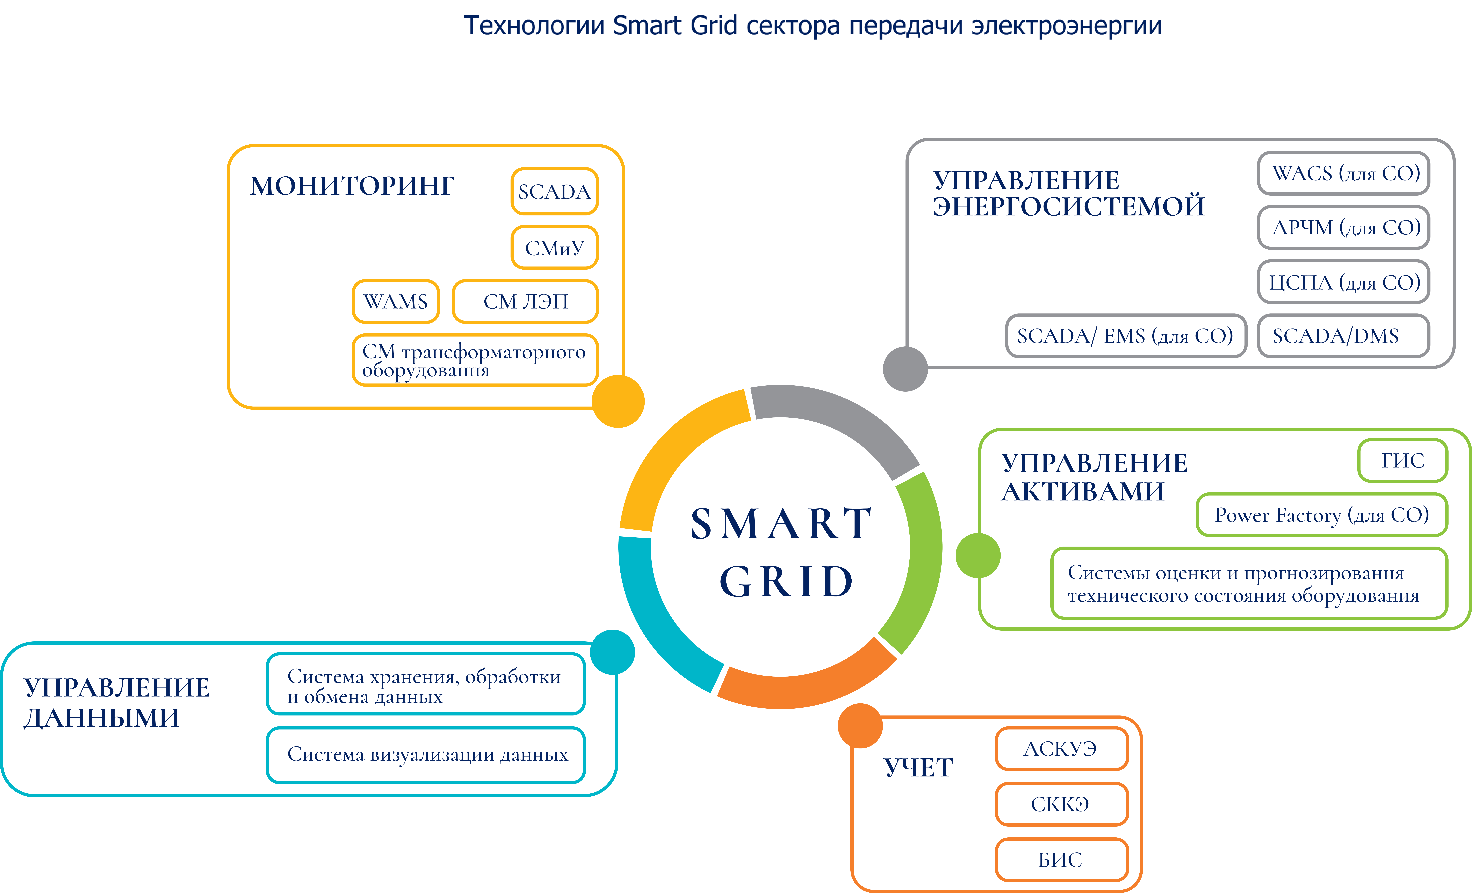 Технологии Smart Grid сектора передачи электроэнергии
МОНИТОРИНГ
SCADA
СМиУ
WAMS
СМ ЛЭП
СМ трансформаторного
оборудования
УПРАВЛЕНИЕ
ЭНЕРГОСИСТЕМОЙ
WACS (для СО)
АРЧМ (для СО)
ЦСПА (для СО)
SCADA/ EMS (для СО)
SCADA/DMS
УПРАВЛЕНИЕ
АКТИВАМИ
ГИС
Power Factory (для СО)
Системы оценки и прогнозирования
технического состояния оборудования
SMART
GRID
УПРАВЛЕНИЕ
ДАННЫМИ
Система хранения, обработки
и обмена данных
Система визуализации данных
УЧЕТ
АСКУЭ
СККЭ
БИС